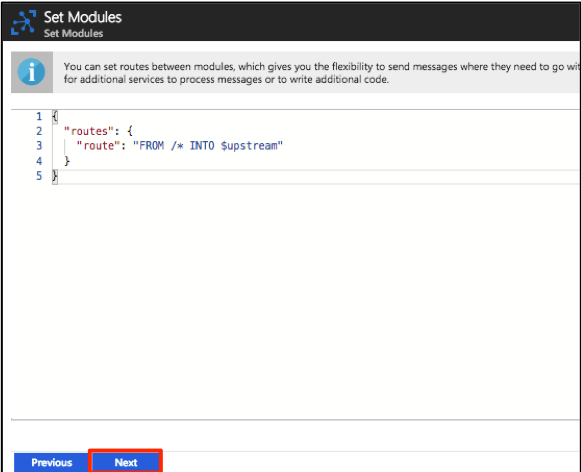 Set Modules
Set Modules
You can set routes between modules, which gives you the flexibility to send messages where they need to go
for additional services to process messages or to write additional code.
1 {
2 "routes": {
3 "route": "FROM /* INTO $upstream"
4 }
5 }
Previous Next